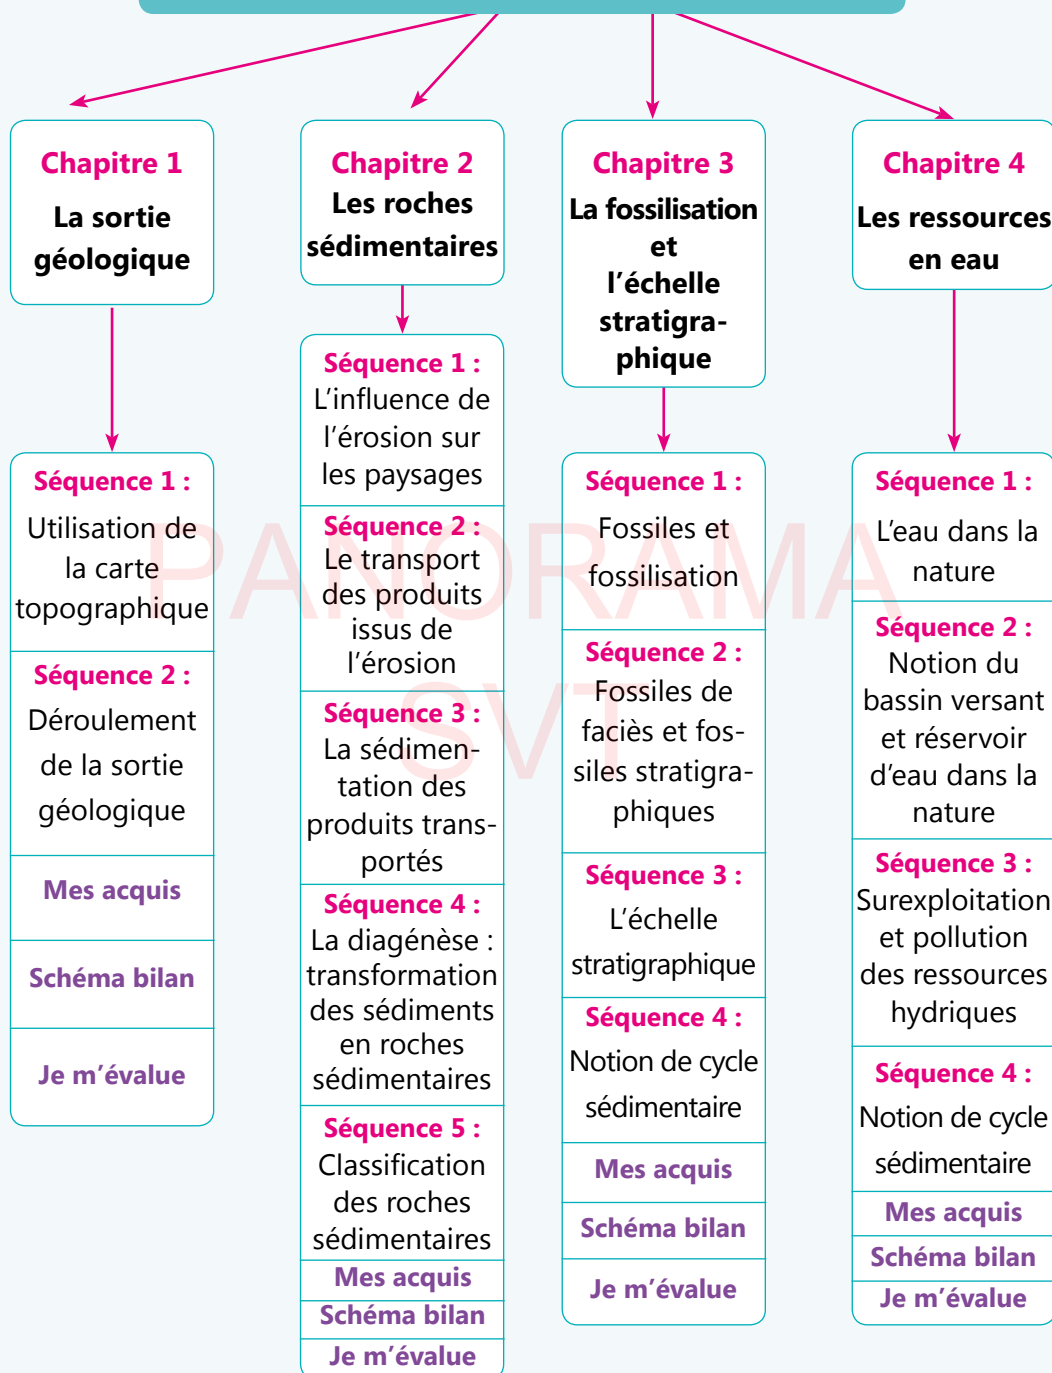 Chapitre 1
La sortie
géologique
Séquence 1 :
Utilisation de
la carte
topographique
Séquence 2 :
Déroulement
de la sortie
géologique
Mes acquis
Schéma bilan
Je m’évalue
Chapitre 2
Les roches
sédimentaires
Séquence 1 :
L’influence de
l’érosion sur
les paysages
Séquence 2 :
Le transport
des produits
issus de
l’érosion
Séquence 3 :
La sédimen-
tation des
produits trans-
portés
Séquence 4 :
La diagénèse :
transformation
des sédiments
en roches
sédimentaires
Séquence 5 :
Classification
des roches
sédimentaires
Mes acquis
Schéma bilan
Je m’évalue
Chapitre 3
La fossilisation
et
l’échelle
stratigra-
phique
Séquence 1 :
Fossiles et
fossilisation
Séquence 2 :
Fossiles de
faciès et fos-
siles stratigra-
phiques
Séquence 3 :
L’échelle
stratigraphique
Séquence 4 :
Notion de cycle
sédimentaire
Mes acquis
Schéma bilan
Je m’évalue
Chapitre 4
Les ressources
en eau
Séquence 1 :
L’eau dans la
nature
Séquence 2 :
Notion du
bassin versant
et réservoir
d’eau dans la
nature
Séquence 3 :
Surexploitation
et pollution
des ressources
hydriques
Séquence 4 :
Notion de cycle
sédimentaire
Mes acquis
Schéma bilan
Je m’évalue
PANORAMA
SVT